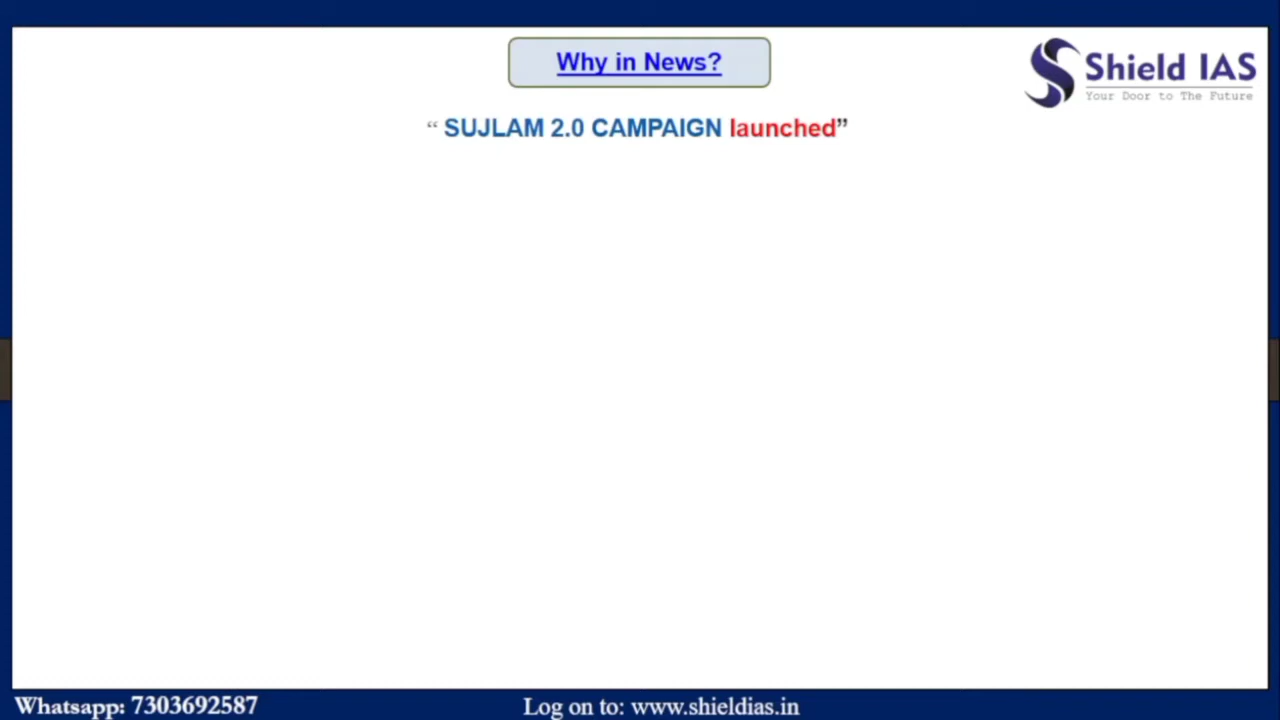 Why in News?
Shield IAS
Your Door to The Future
“ SUJLAM 2.0 CAMPAIGN launched”
Whatsapp: 7303692587
Log on to: www.shieldias.in